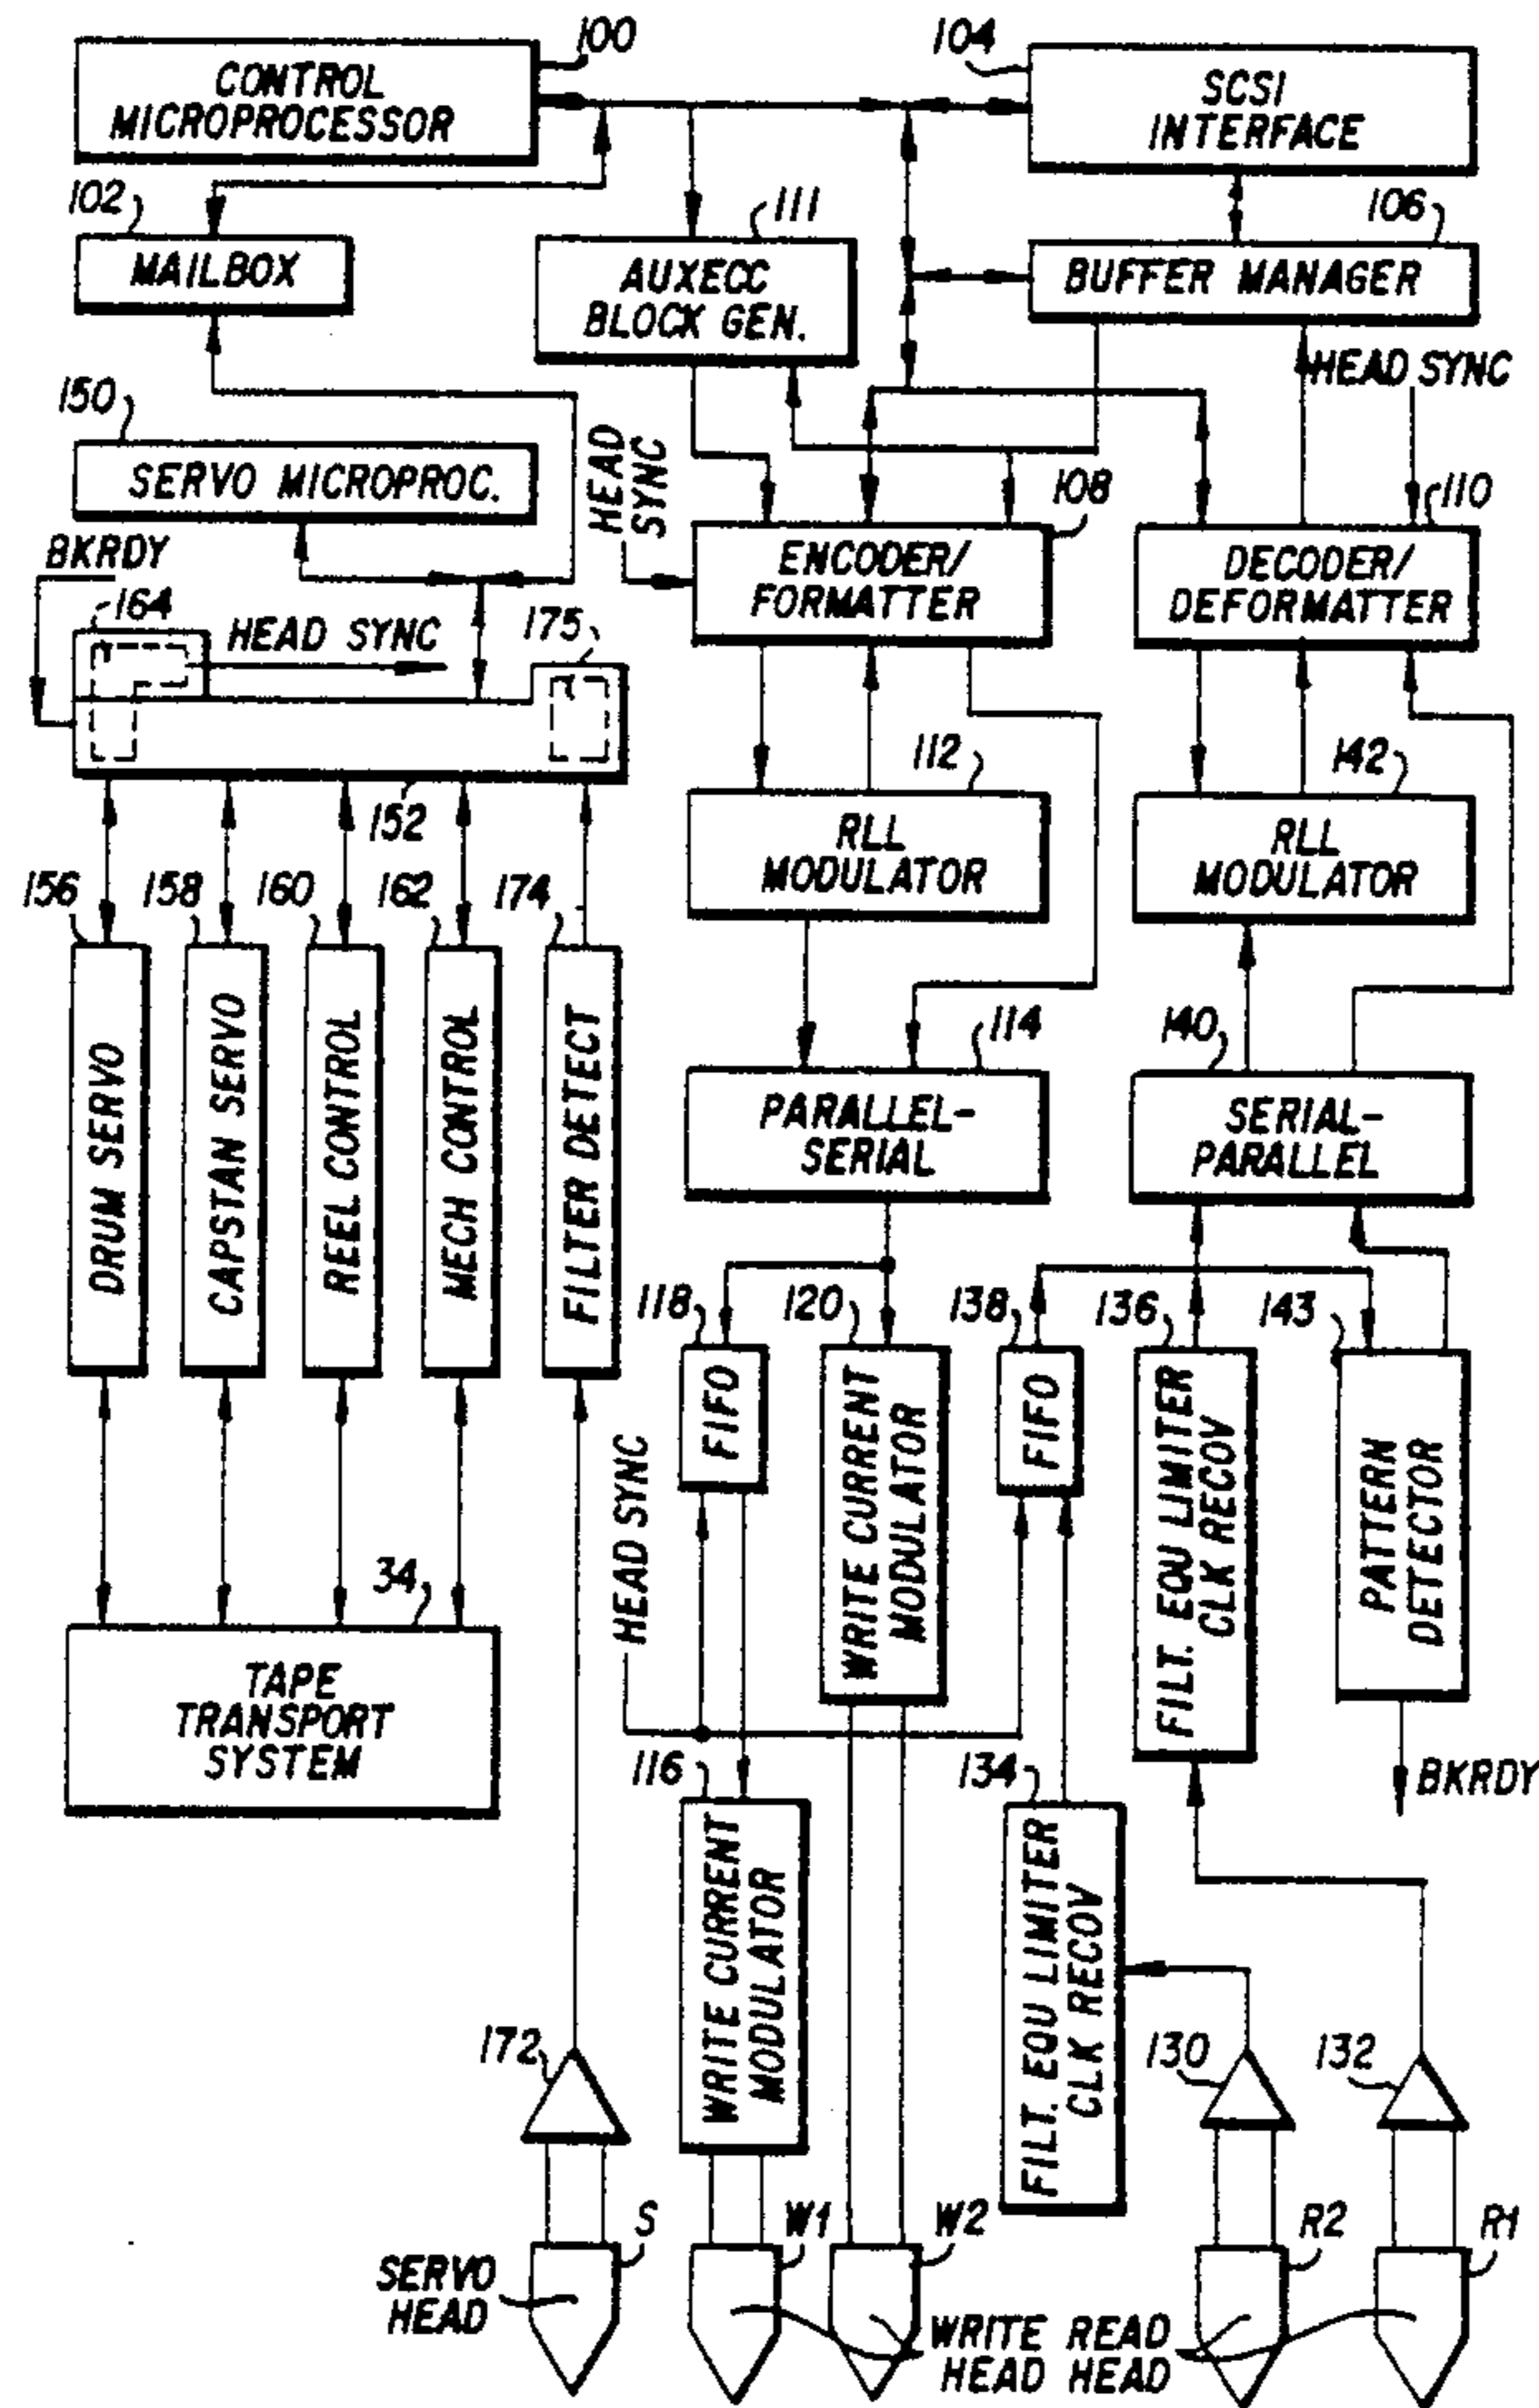 100
CONTROL
MICROPROCESSOR
104
SCSI
INTERFACE
102
MAILBOX
111
AUXECC
BLOCK GEN.
106
BUFFER MANAGER
HEAD SYNC
150
SERVO MICROPROC.
HEAD
SYNC
108
ENCODER/
FORMATTER
110
DECODER/
DEFORMATTER
BKRDY
164
HEAD SYNC
175
152
112
RLL
MODULATOR
142
RLL
MODULATOR
156
DRUM SERVO
158
CAPSTAN SERVO
160
REEL CONTROL
162
MECH CONTROL
174
FILTER DETECT
114
PARALLEL-
SERIAL
140
SERIAL-
PARALLEL
118
FIFO
120
WRITE CURRENT
MODULATOR
138
FIFO
136
FILT. EQU LIMITER
CLK RECOV
143
PATTERN
DETECTOR
HEAD SYNC
34
TAPE
TRANSPORT
SYSTEM
116
WRITE CURRENT
MODULATOR
134
FILT. EQU LIMITER
CLK RECOV
BKRDY
172
130
132
S
W1
W2
R2
R1
SERVO
HEAD
WRITE READ
HEAD HEAD